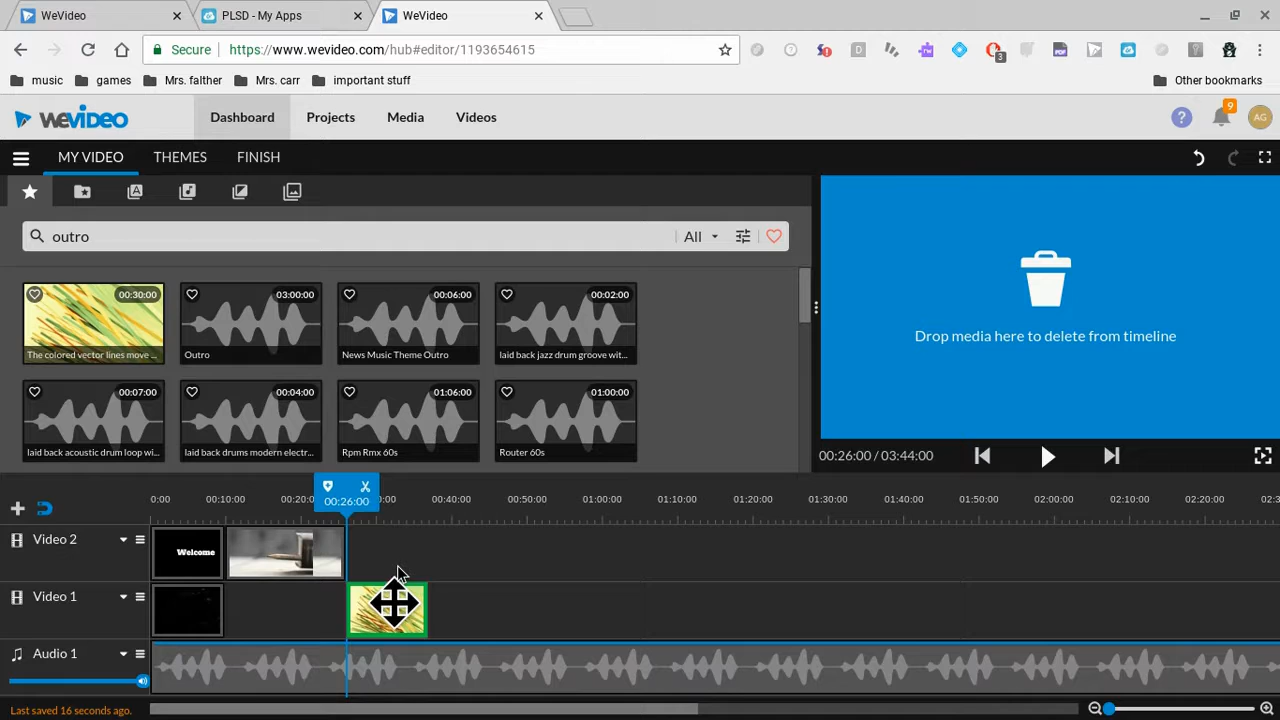 WeVideo
PLSD - My Apps
WeVideo
Secure
https://www.wevideo.com/hub#editor/1193654615
D
3
PDF
music
games
Mrs. falther
Mrs. carr
important stuff
Other bookmarks
WEVIDEO
Dashboard
Projects
Media
Videos
?
9
AG
MY VIDEO
THEMES
FINISH
outro
All
00:30:00
03:00:00
00:06:00
00:02:00
The colored vector lines move ...
Outro
News Music Theme Outro
laid back jazz drum groove wit...
00:07:00
00:04:00
01:06:00
01:00:00
laid back acoustic drum loop wi...
laid back drums modern electr...
Rpm Rmx 60s
Router 60s
Drop media here to delete from timeline
00:26:00 / 03:44:00
00:26:00
0:00
00:10:00
00:40:00
00:50:00
01:00:00
01:10:00
01:20:00
01:30:00
01:40:00
01:50:00
02:00:00
02:10:00
02:20:00
Video 2
Welcome
Video 1
Audio 1
Last saved 16 seconds ago.